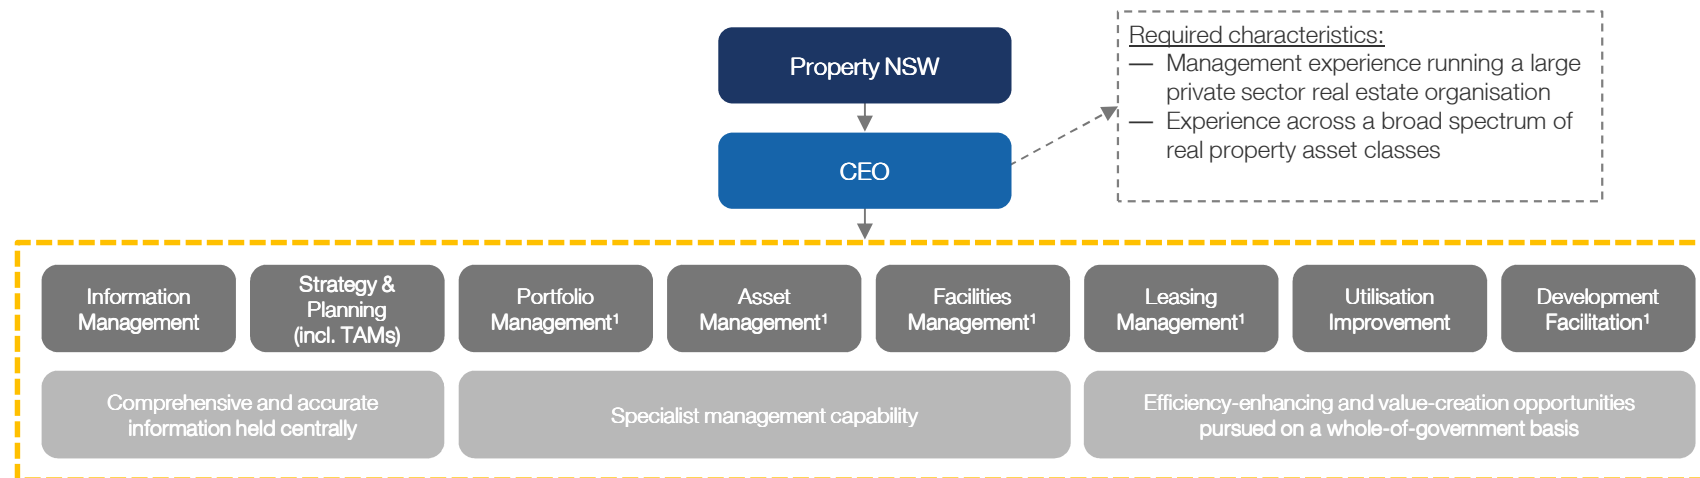 Property NSW
CEO
Required characteristics:
— Management experience running a large
private sector real estate organisation
— Experience across a broad spectrum of
real property asset classes
Information
Management
Strategy &
Planning
(incl. TAMs)
Portfolio
Management¹
Asset
Management¹
Facilities
Management¹
Leasing
Management¹
Utilisation
Improvement
Development
Facilitation¹
Comprehensive and accurate
information held centrally
Specialist management capability
Efficiency-enhancing and value-creation opportunities
pursued on a whole-of-government basis